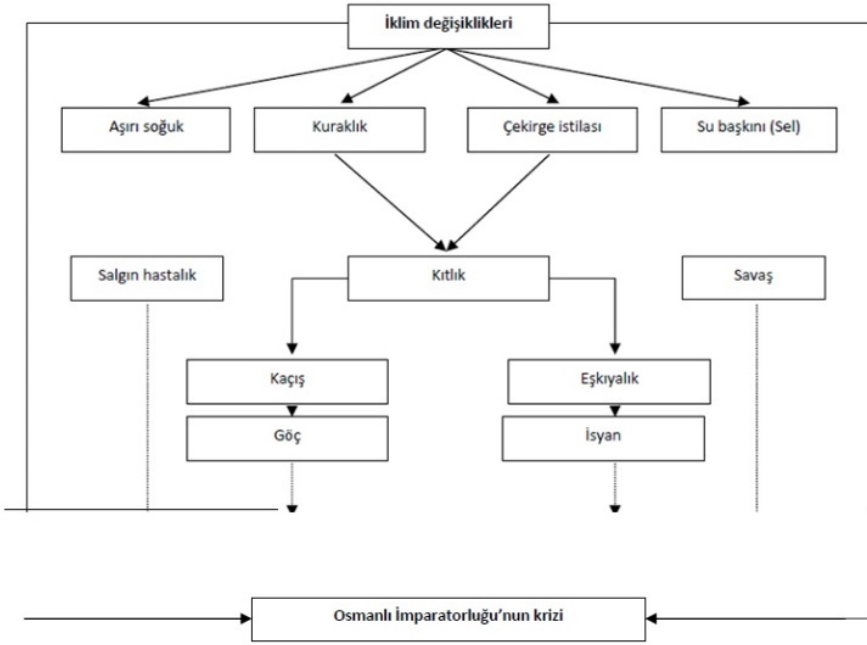 İklim değişiklikleri
Aşırı soğuk
Kuraklık
Çekirge istilası
Su başkını (Sel)
Salgın hastalık
Kıtlık
Savaş
Kaçış
Eşkıyalık
Göç
İsyan
Osmanlı İmparatorluğu'nun krizi